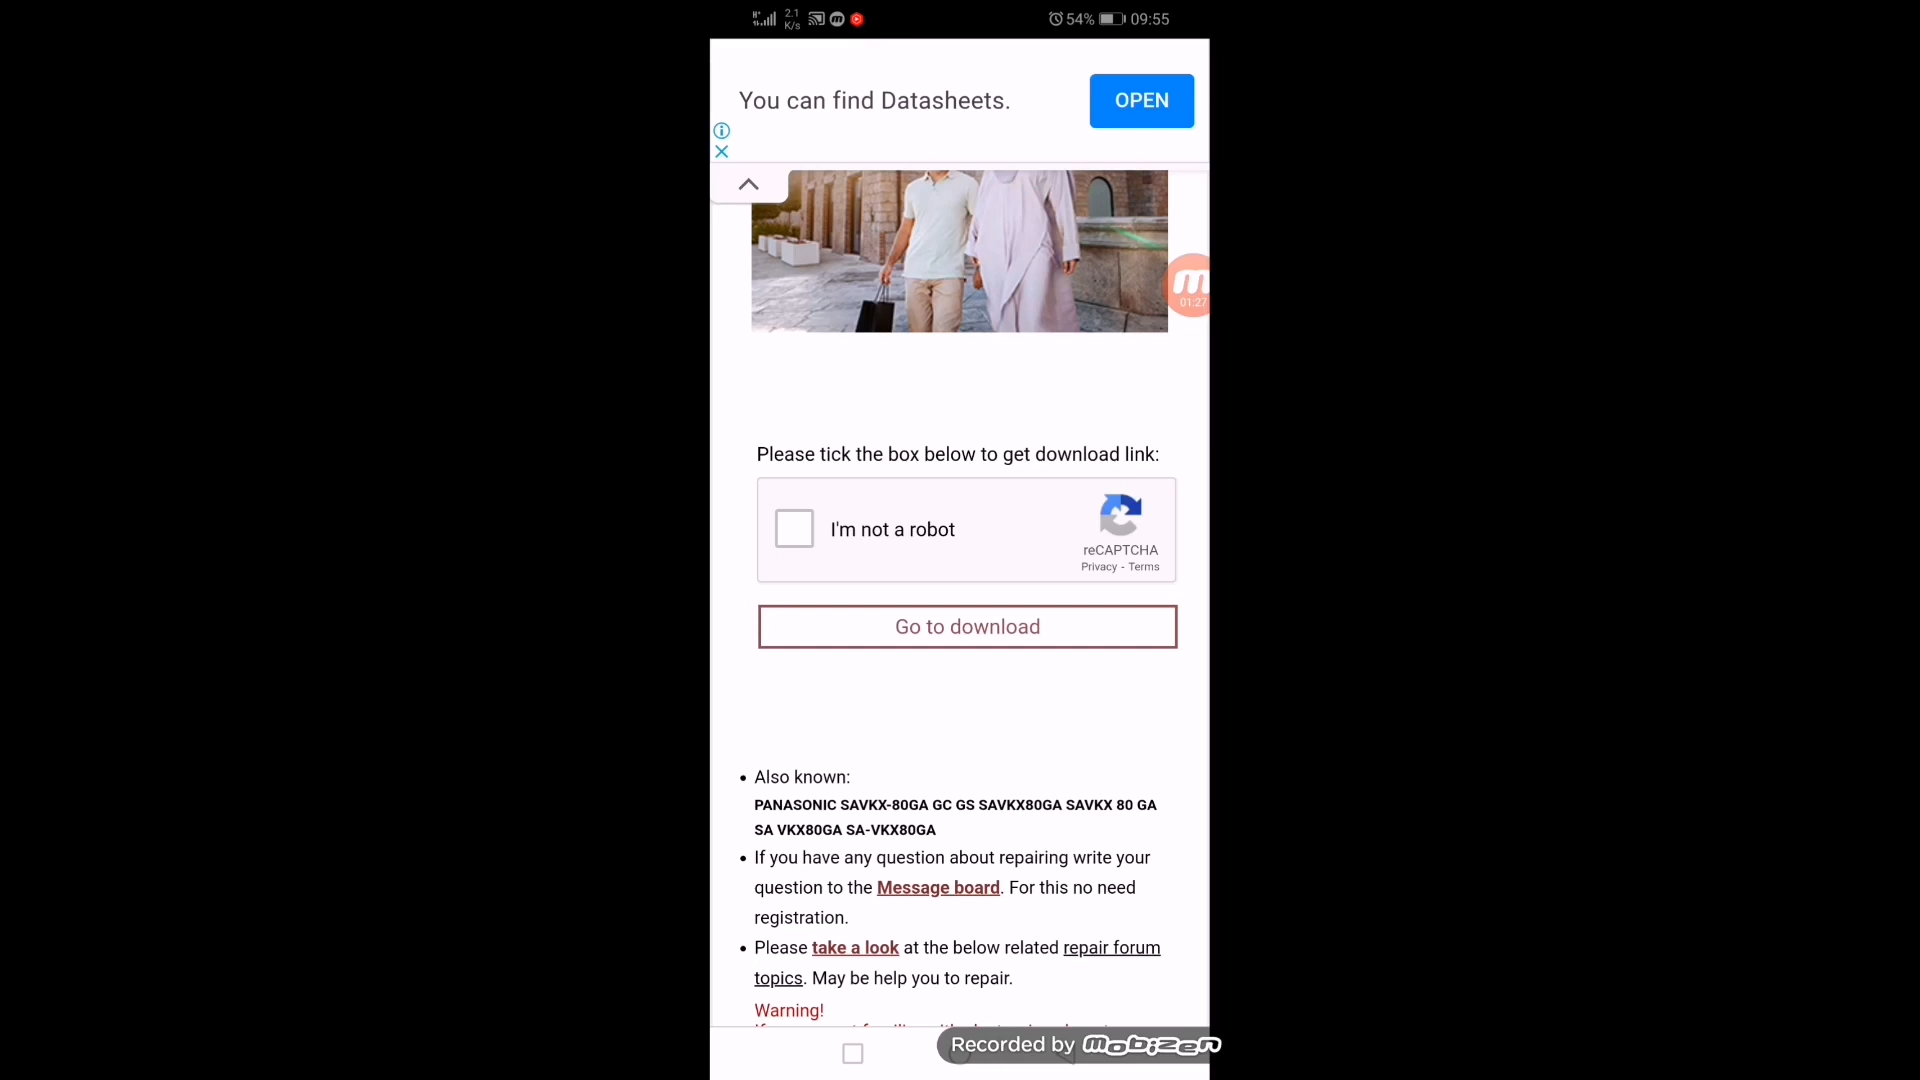 2.1
K/s
54%
09:55
You can find Datasheets.
OPEN
01:27
Please tick the box below to get download link:
I'm not a robot
reCAPTCHA
Privacy - Terms
Go to download
Also known:
PANASONIC SAVKX-80GA GC GS SAVKX80GA SAVKX 80 GA
SA VKX80GA SA-VKX80GA
If you have any question about repairing write your
question to the Message board. For this no need
registration.
Please take a look at the below related repair forum
topics. May be help you to repair.
Warning!
Recorded by mobizen